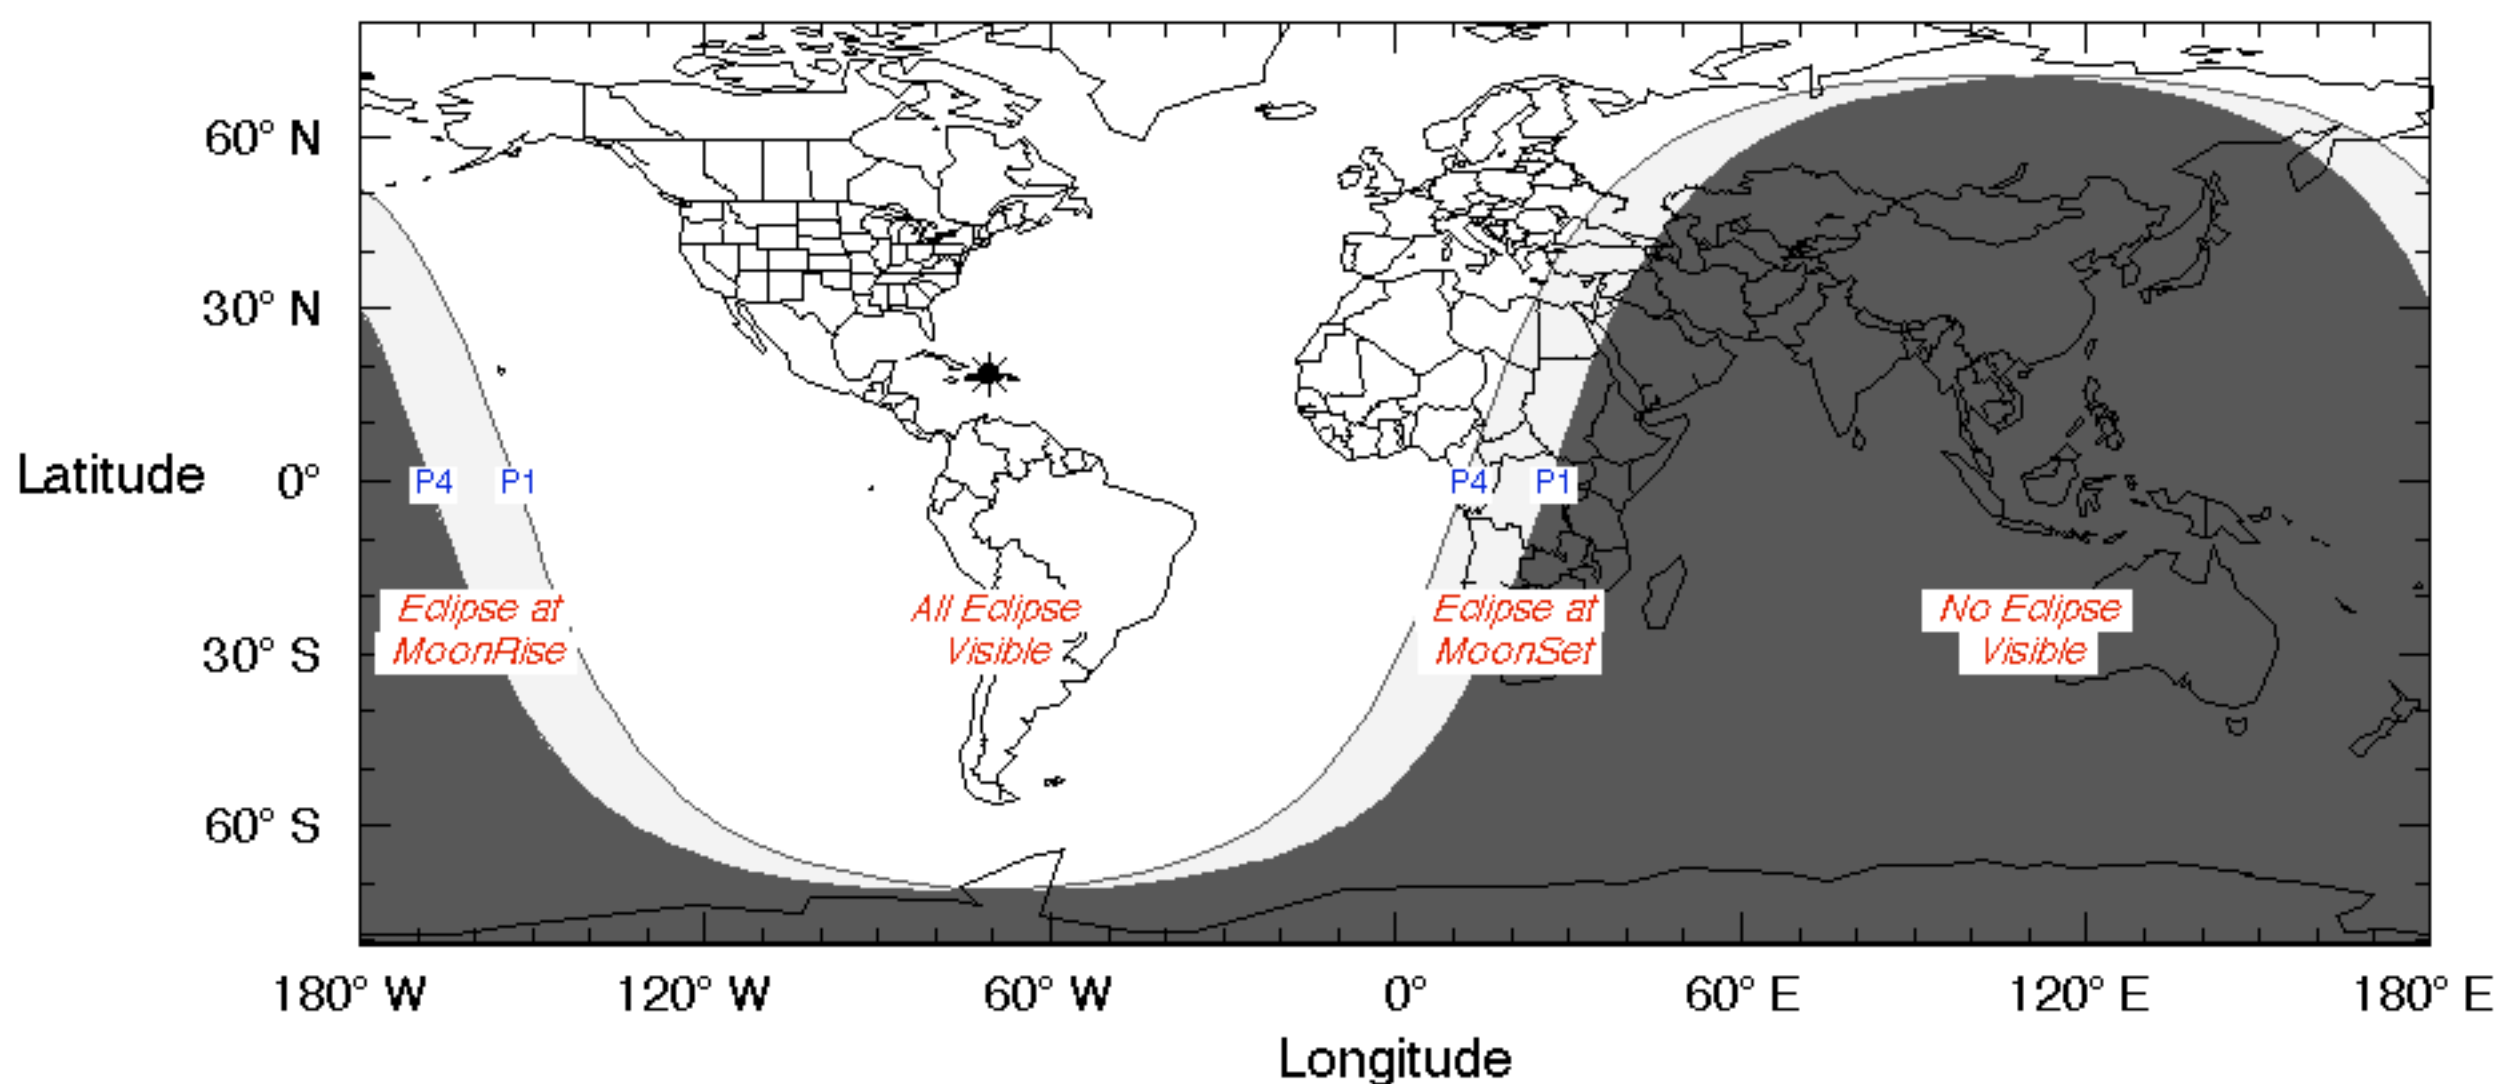 60° N
30° N
Latitude 0°
P4 P1 P4 P1
Eclipse at All Eclipse Eclipse at No Eclipse
MoonRise Visible MoonSet Visible
30° S
60° S
180° W 120° W 60° W 0° 60° E 120° E 180° E
Longitude